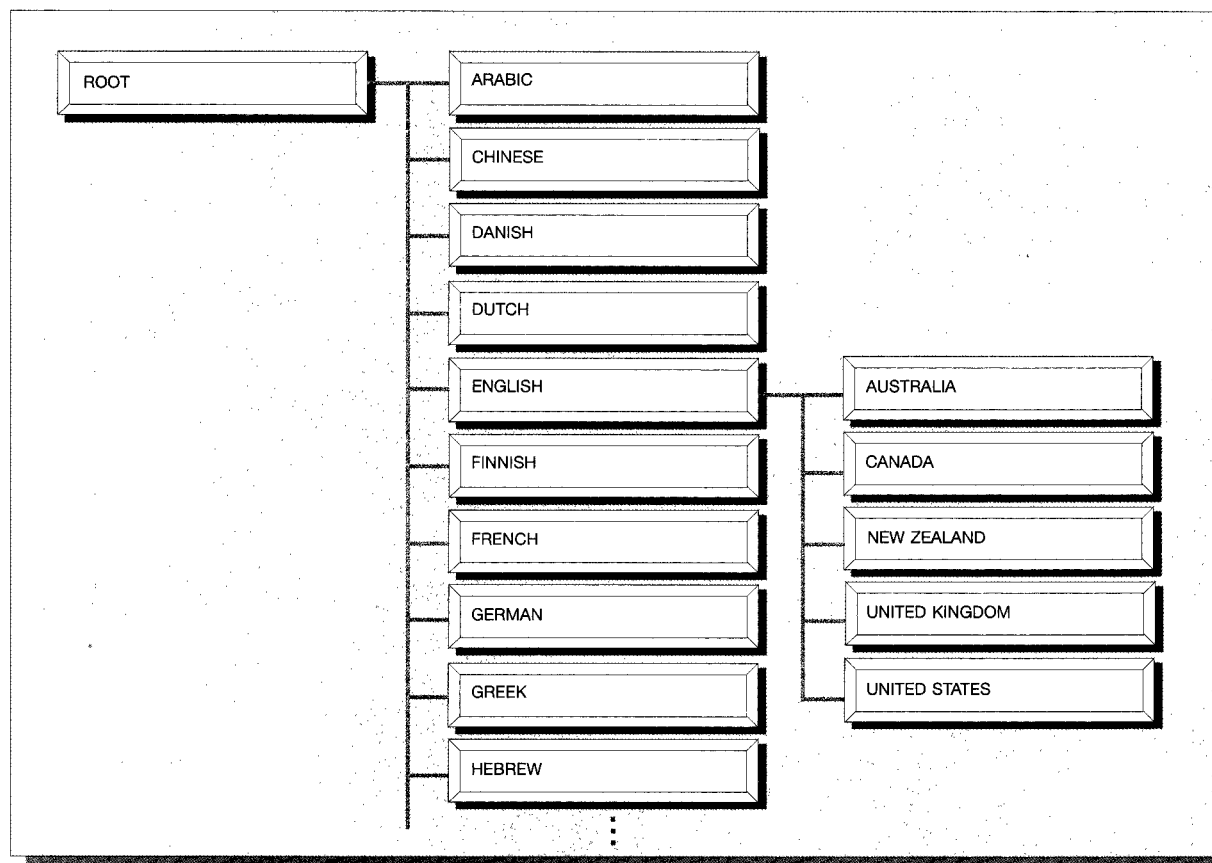 ROOT
ARABIC
CHINESE
DANISH
DUTCH
ENGLISH
FINNISH
FRENCH
GERMAN
GREEK
HEBREW
AUSTRALIA
CANADA
NEW ZEALAND
UNITED KINGDOM
UNITED STATES